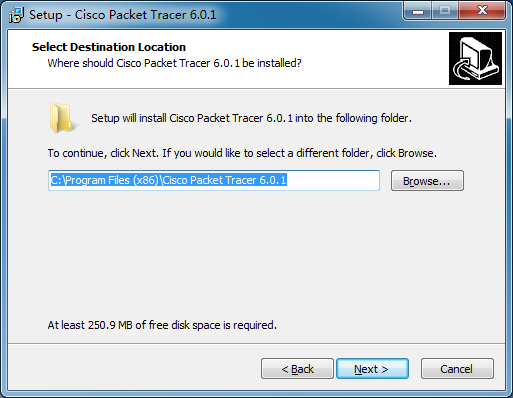 Setup - Cisco Packet Tracer 6.0.1
Select Destination Location
Where should Cisco Packet Tracer 6.0.1 be installed?
Setup will install Cisco Packet Tracer 6.0.1 into the following folder.
To continue, click Next. If you would like to select a different folder, click Browse.
C:\Program Files (x86)\Cisco Packet Tracer 6.0.1
Browse...
At least 250.9 MB of free disk space is required.
< Back
Next >
Cancel